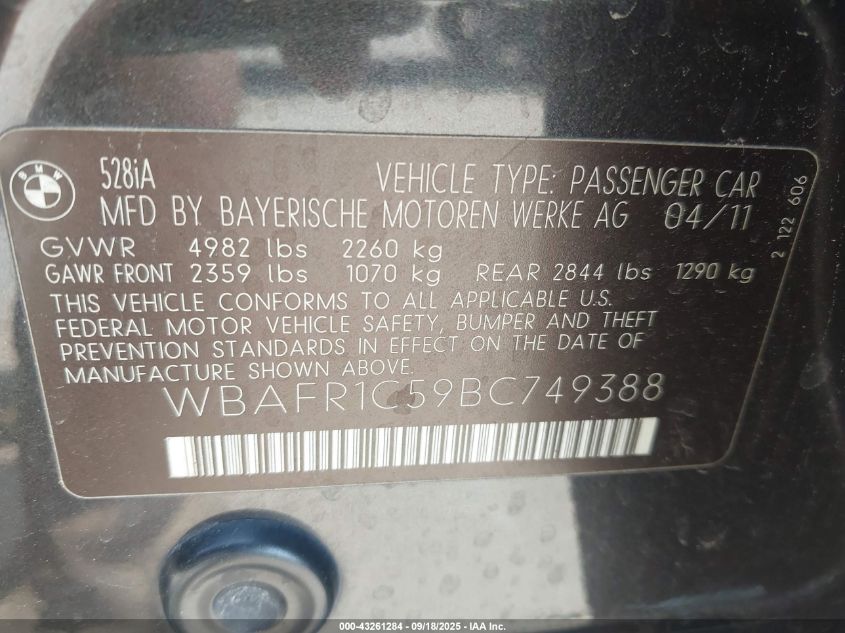 BMW
528iA
VEHICLE TYPE: PASSENGER CAR
MFD BY BAYERISCHE MOTOREN WERKE AG 04/11
GVWR 4982 lbs 2260 kg
GAWR FRONT 2359 lbs 1070 kg REAR 2844 lbs 1290 kg
THIS VEHICLE CONFORMS TO ALL APPLICABLE U.S.
FEDERAL MOTOR VEHICLE SAFETY, BUMPER AND THEFT
PREVENTION STANDARDS IN EFFECT ON THE DATE OF
MANUFACTURE SHOWN ABOVE.
WBAFR1C59BC749388
2 122 606
000-43261284 - 09/18/2025 - IAA Inc.